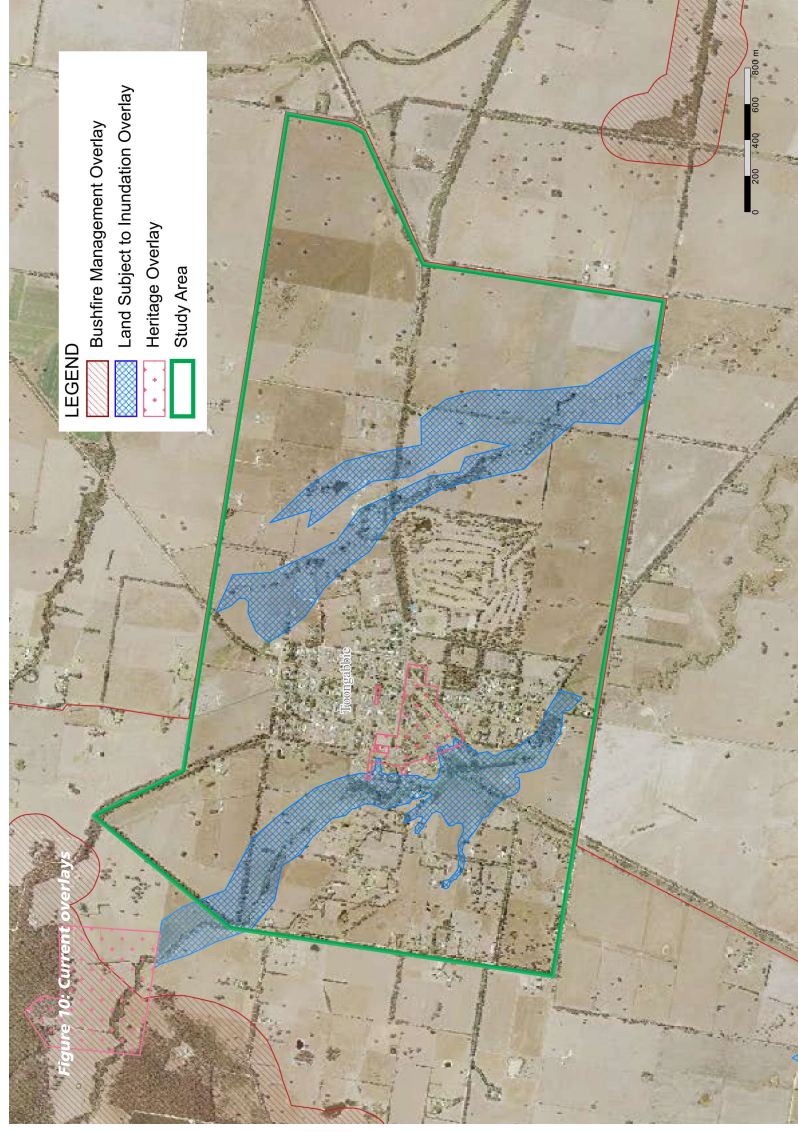 LEGEND
Bushfire Management Overlay
Land Subject to Inundation Overlay
Heritage Overlay
Study Area
Toongabbie
0 200 400 600 800 m
Figure 10: Current overlays